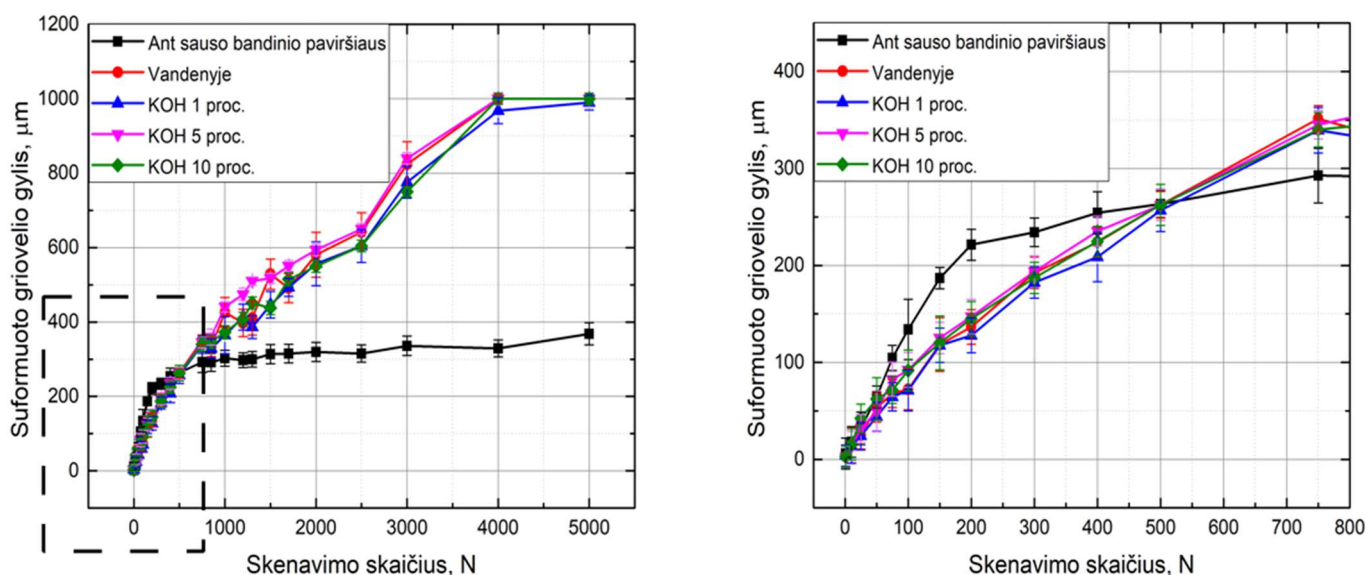 1200
1000
800
600
400
200
0
Suformuoto griovelio gylis, μm
Ant sauso bandinio paviršiaus
Vandenyje
KOH 1 proc.
KOH 5 proc.
KOH 10 proc.
0 1000 2000 3000 4000 5000
Skenavimo skaičius, N
400
300
200
100
0
Suformuoto griovelio gylis, μm
Ant sauso bandinio paviršiaus
Vandenyje
KOH 1 proc.
KOH 5 proc.
KOH 10 proc.
0 100 200 300 400 500 600 700 800
Skenavimo skaičius, N